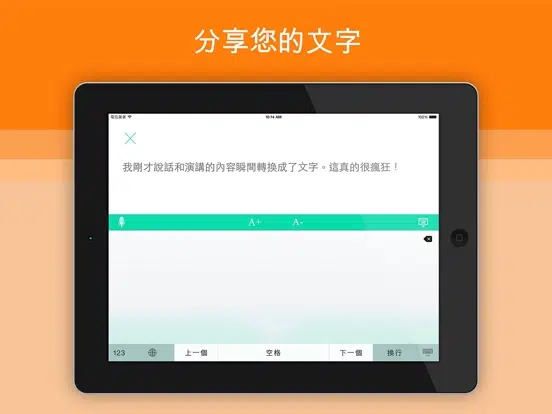 分享您的文字
電信業者 10:14 AM 100%
我剛才說話和演講的內容瞬間轉換成了文字。這真的很瘋狂！
A+ A-
123 上一個 空格 下一個 換行